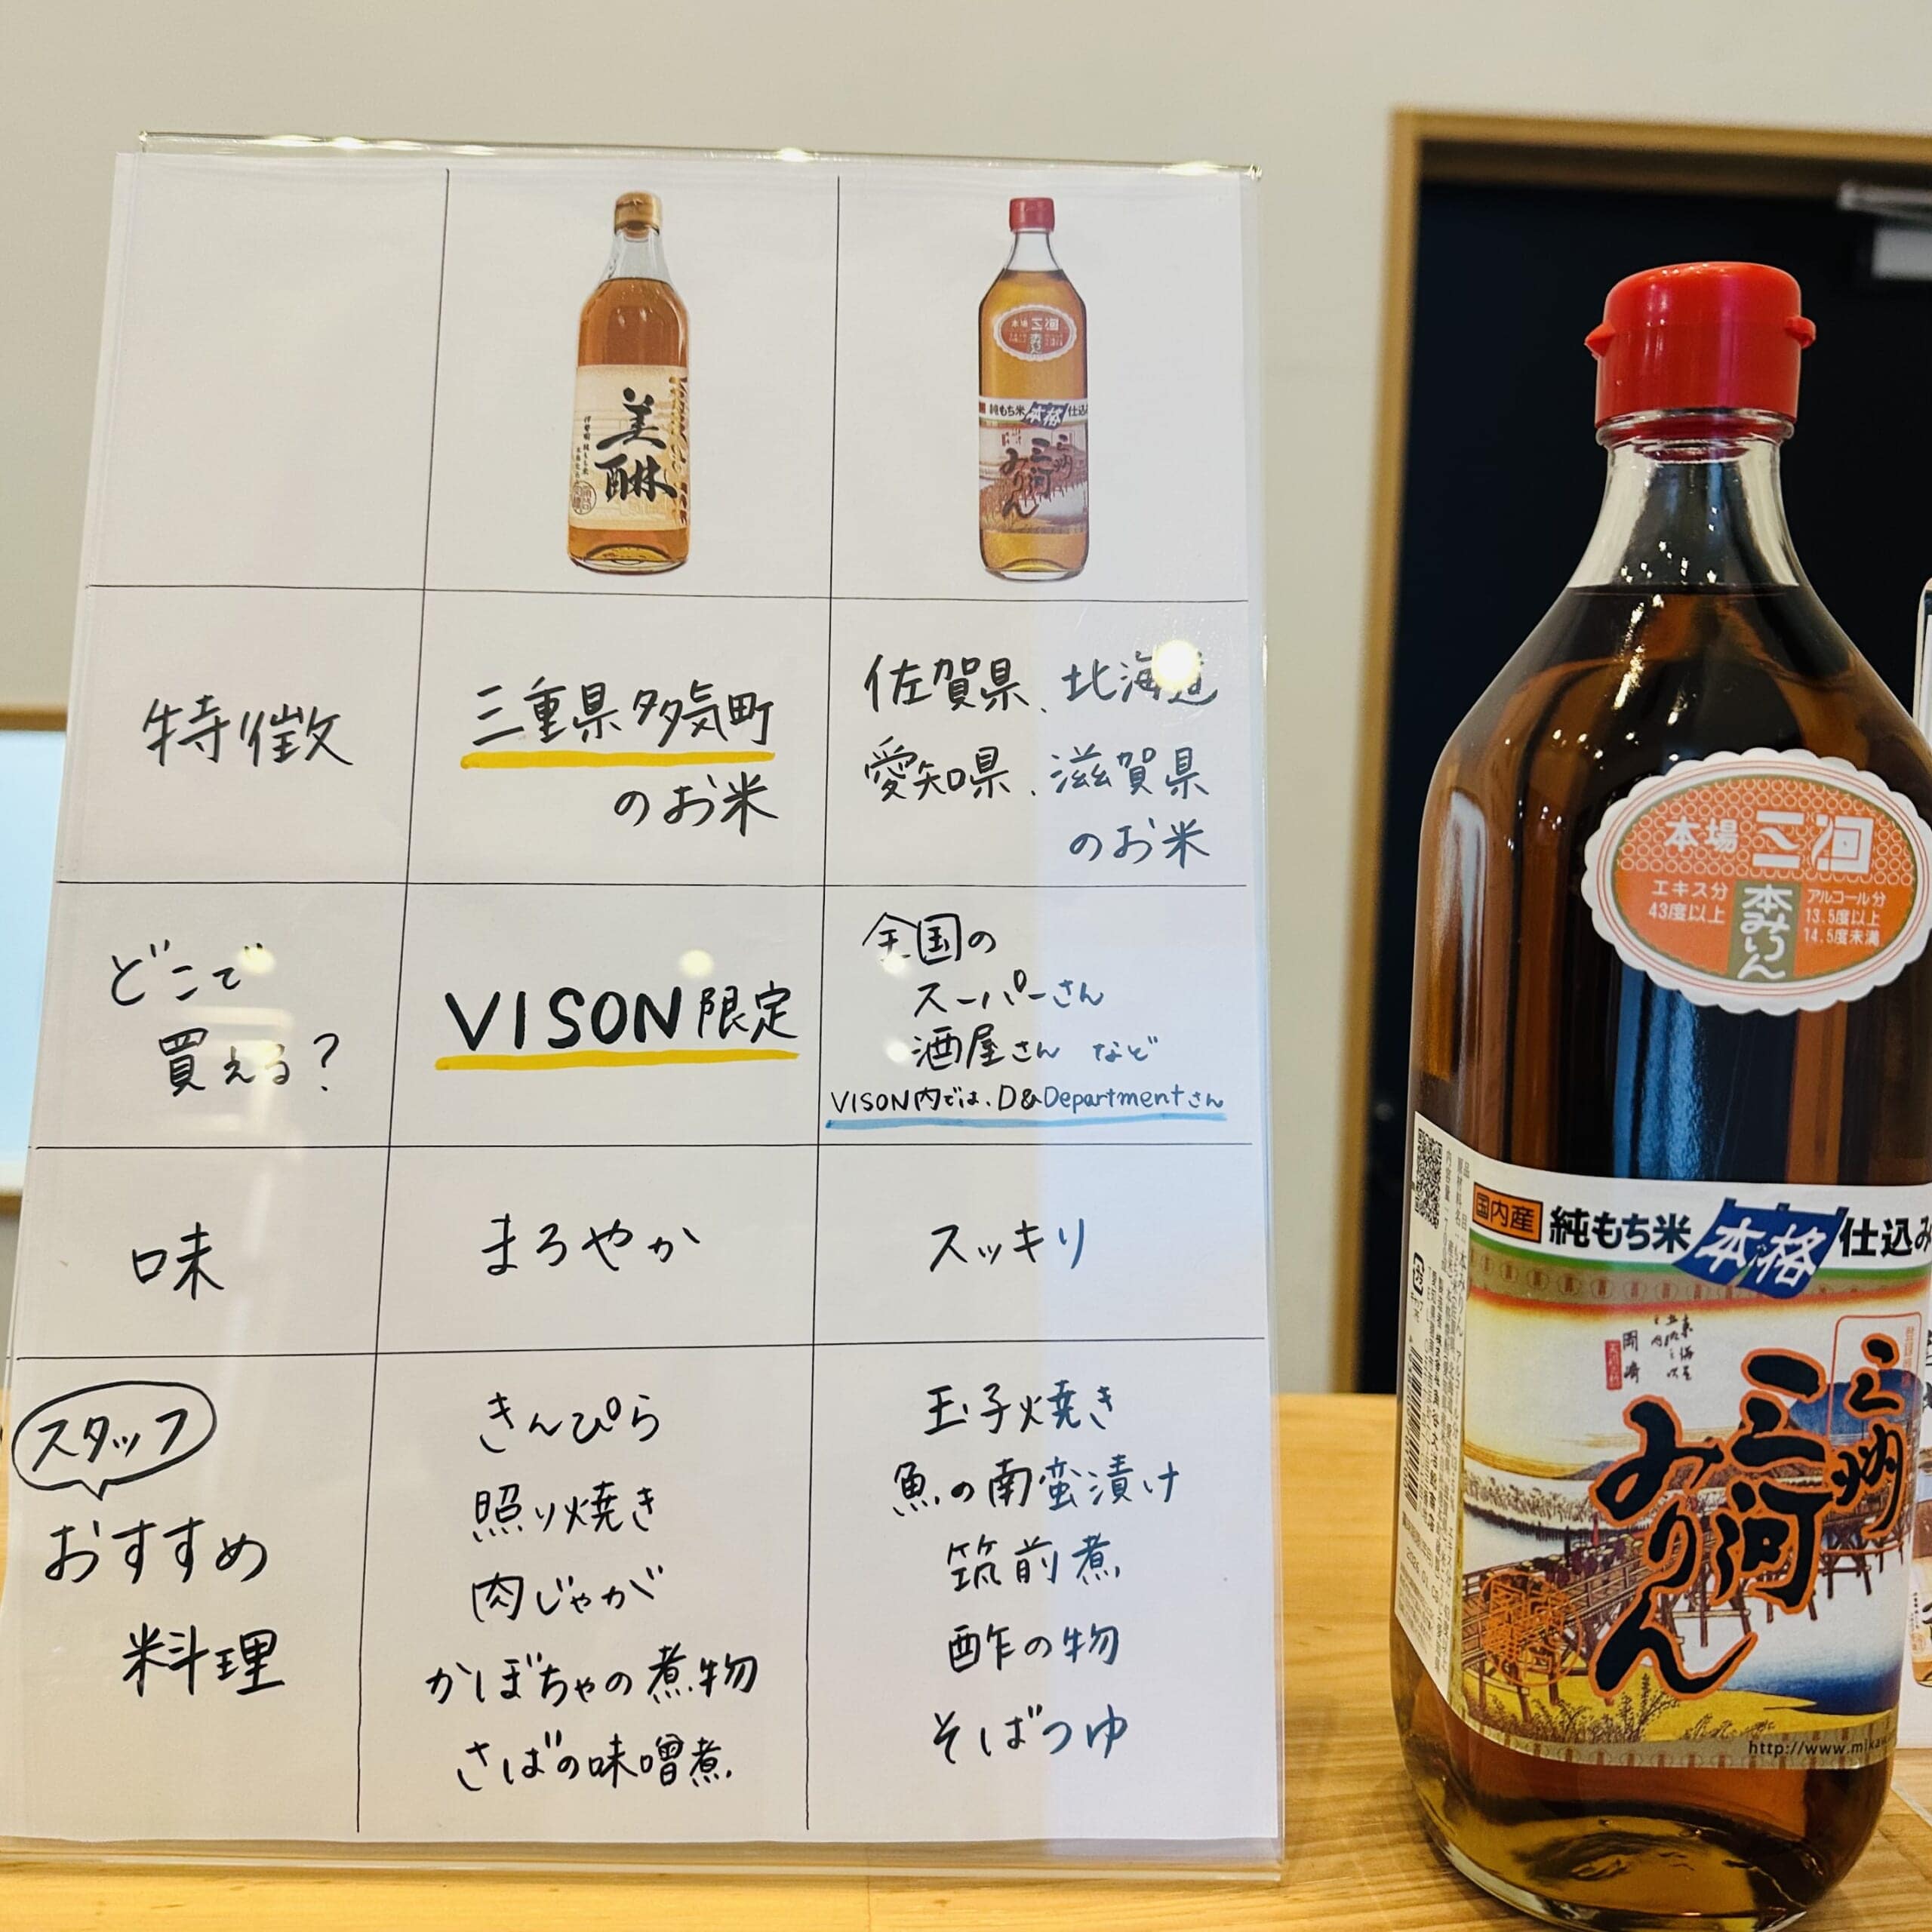 美醂
純もち米 本格 仕込み
三州
三河
みりん
特徴
三重県多気町
のお米
佐賀県、北海道
愛知県、滋賀県
のお米
どこで
買える?
VISON限定
全国の
スーパーさん
酒屋さん など
VISON内では、D&Departmentさん
味
まろやか
スッキリ
スタッフ
おすすめ
料理
きんぴら
照り焼き
肉じゃが
かぼちゃの煮物
さばの味噌煮
玉子焼き
魚の南蛮漬け
筑前煮
酢の物
そばつゆ
本場 三河
本みりん
エキス分
43度以上
アルコール分
13.5度以上
14.5度未満
国内産 純もち米 本格 仕込み
岡崎
三州
三河
みりん
http://www.mika